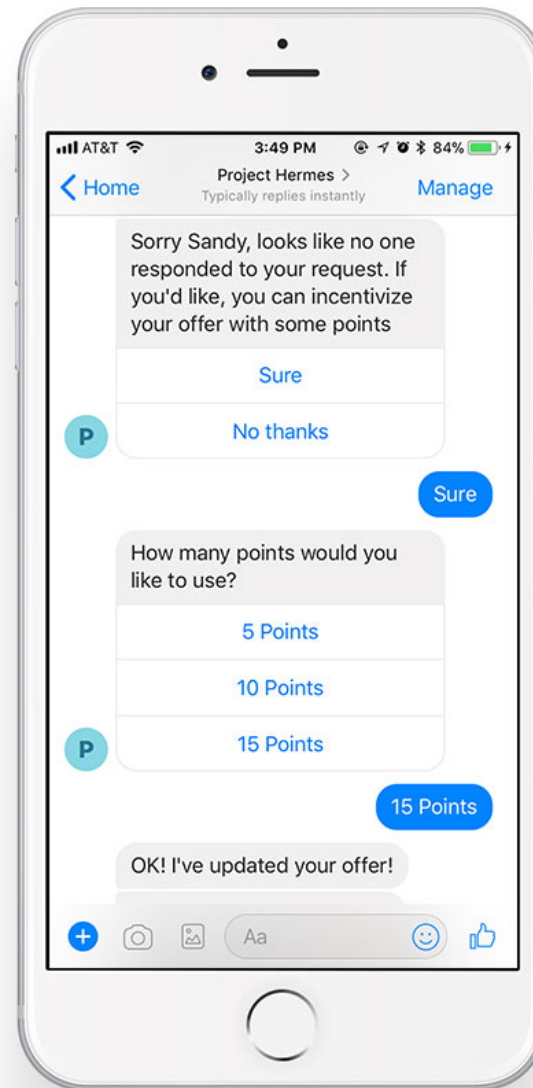 AT&T 3:49 PM 84%
Home Project Hermes > Manage
Typically replies instantly
Sorry Sandy, looks like no one
responded to your request. If
you'd like, you can incentivize
your offer with some points
Sure
No thanks
P
Sure
How many points would you
like to use?
5 Points
10 Points
15 Points
P
15 Points
OK! I've updated your offer!
Aa